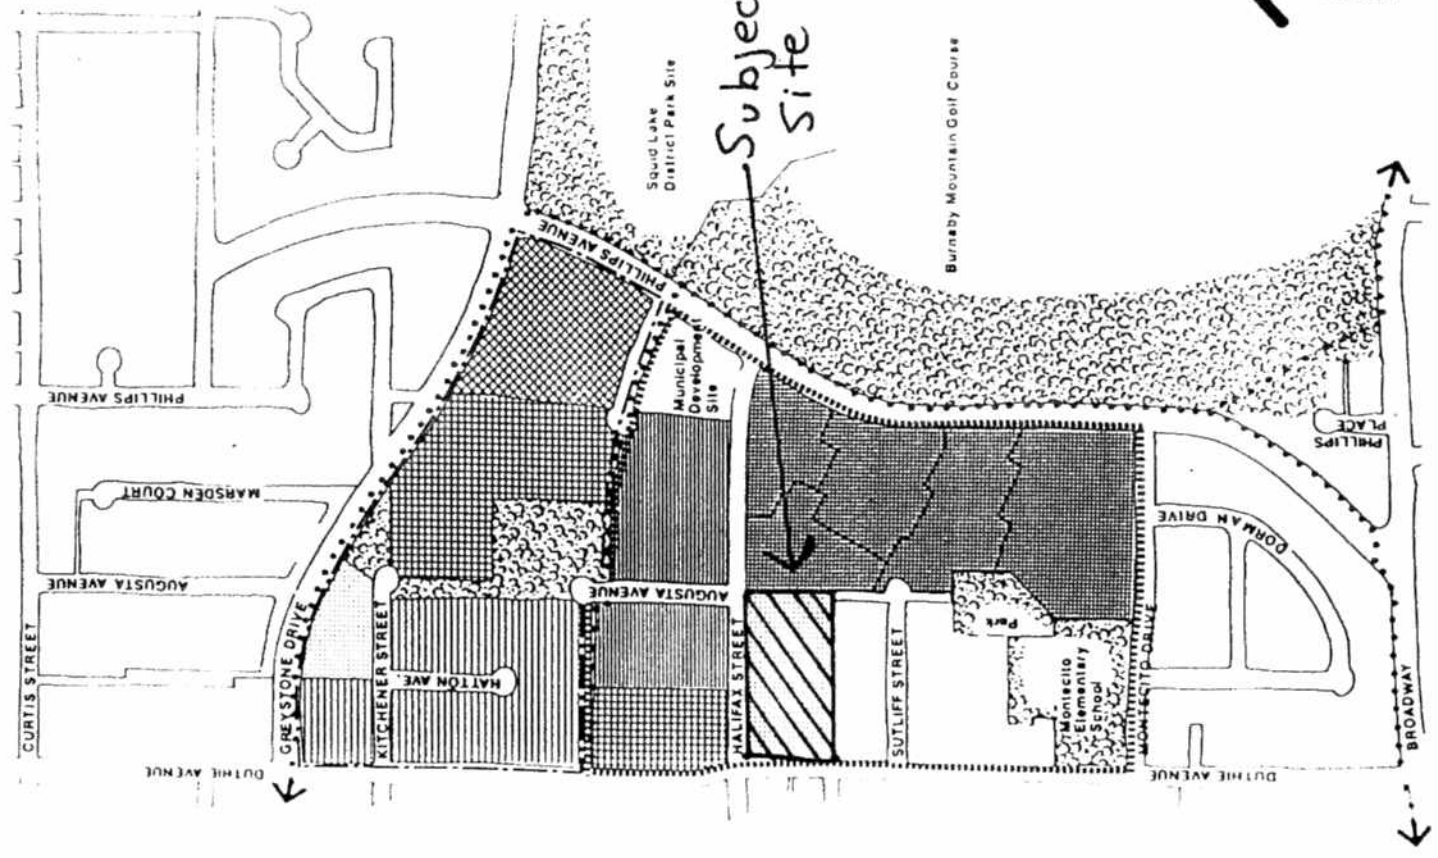 Subjec
Site
Squid Lake
District Park Site
Burnaby Mountain Golf Course
PHILLIPS AVENUE
Municipal
Development
Site
PHILLIPS AVENUE
MARSDEN COURT
AUGUSTA AVENUE
CURTIS STREET
GREYSTONE DRIVE
KITCHENER STREET
HATTON AVE.
AUGUSTA AVENUE
HALIFAX STREET
SUTLIFF STREET
Park
Montecito
Elementary
School
MONTECITO DRIVE
DORMAN DRIVE
PHILLIPS
PLACE
BROADWAY
DUTHIE AVENUE
DUTHIE AVENUE